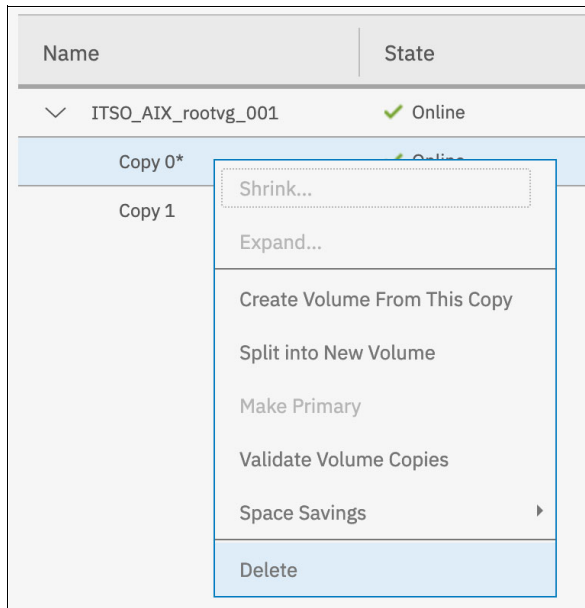 Name State
ITSO_AIX_rootvg_001 Online
Copy 0* Online
Copy 1
Shrink...
Expand...
Create Volume From This Copy
Split into New Volume
Make Primary
Validate Volume Copies
Space Savings
Delete